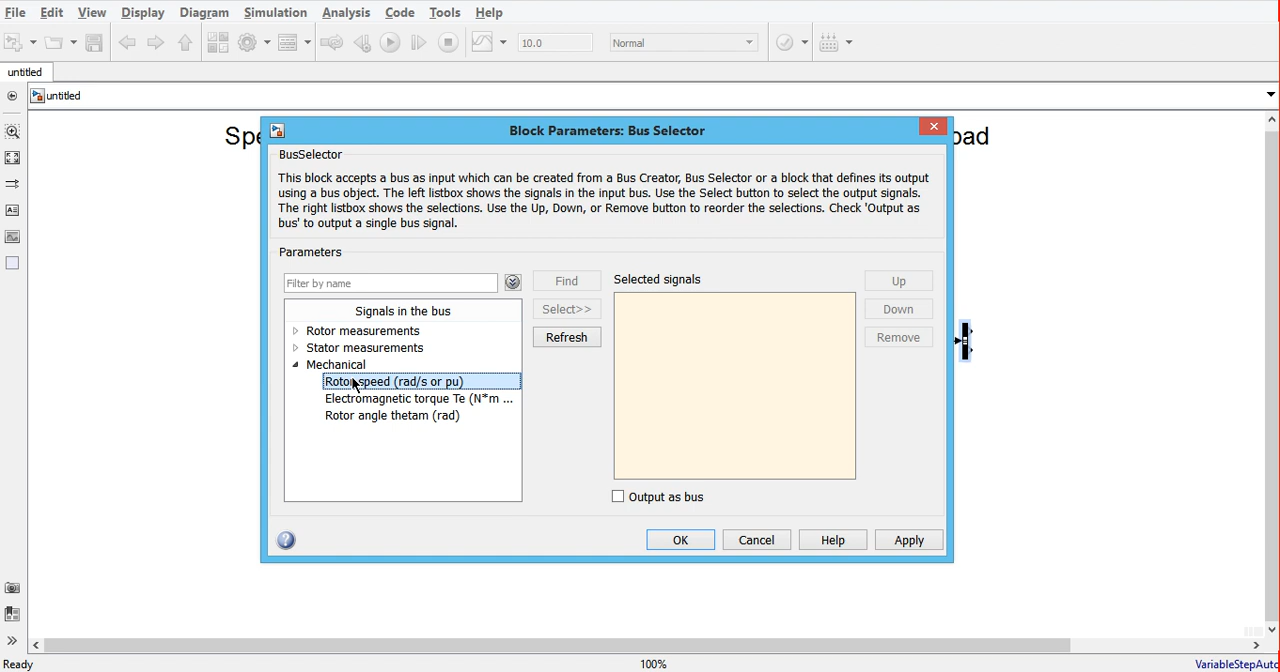 File Edit View Display Diagram Simulation Analysis Code Tools Help
10.0 Normal
untitled
untitled
Block Parameters: Bus Selector
BusSelector
This block accepts a bus as input which can be created from a Bus Creator, Bus Selector or a block that defines its output
using a bus object. The left listbox shows the signals in the input bus. Use the Select button to select the output signals.
The right listbox shows the selections. Use the Up, Down, or Remove button to reorder the selections. Check 'Output as
bus' to output a single bus signal.
Parameters
Filter by name Find Selected signals Up
Signals in the bus Select>> Down
Rotor measurements Refresh Remove
Stator measurements
Mechanical
Rotor speed (rad/s or pu)
Electromagnetic torque Te (N*m ...
Rotor angle thetam (rad)
Output as bus
OK Cancel Help Apply
Ready 100% VariableStepAuto